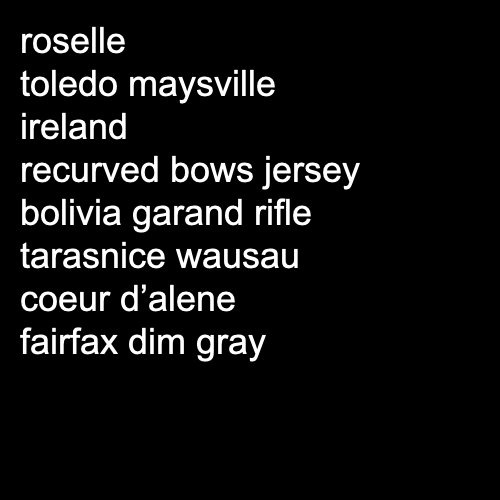 roselle
toledo maysville
ireland
recurved bows jersey
bolivia garand rifle
tarasnice wausau
coeur d’alene
fairfax dim gray